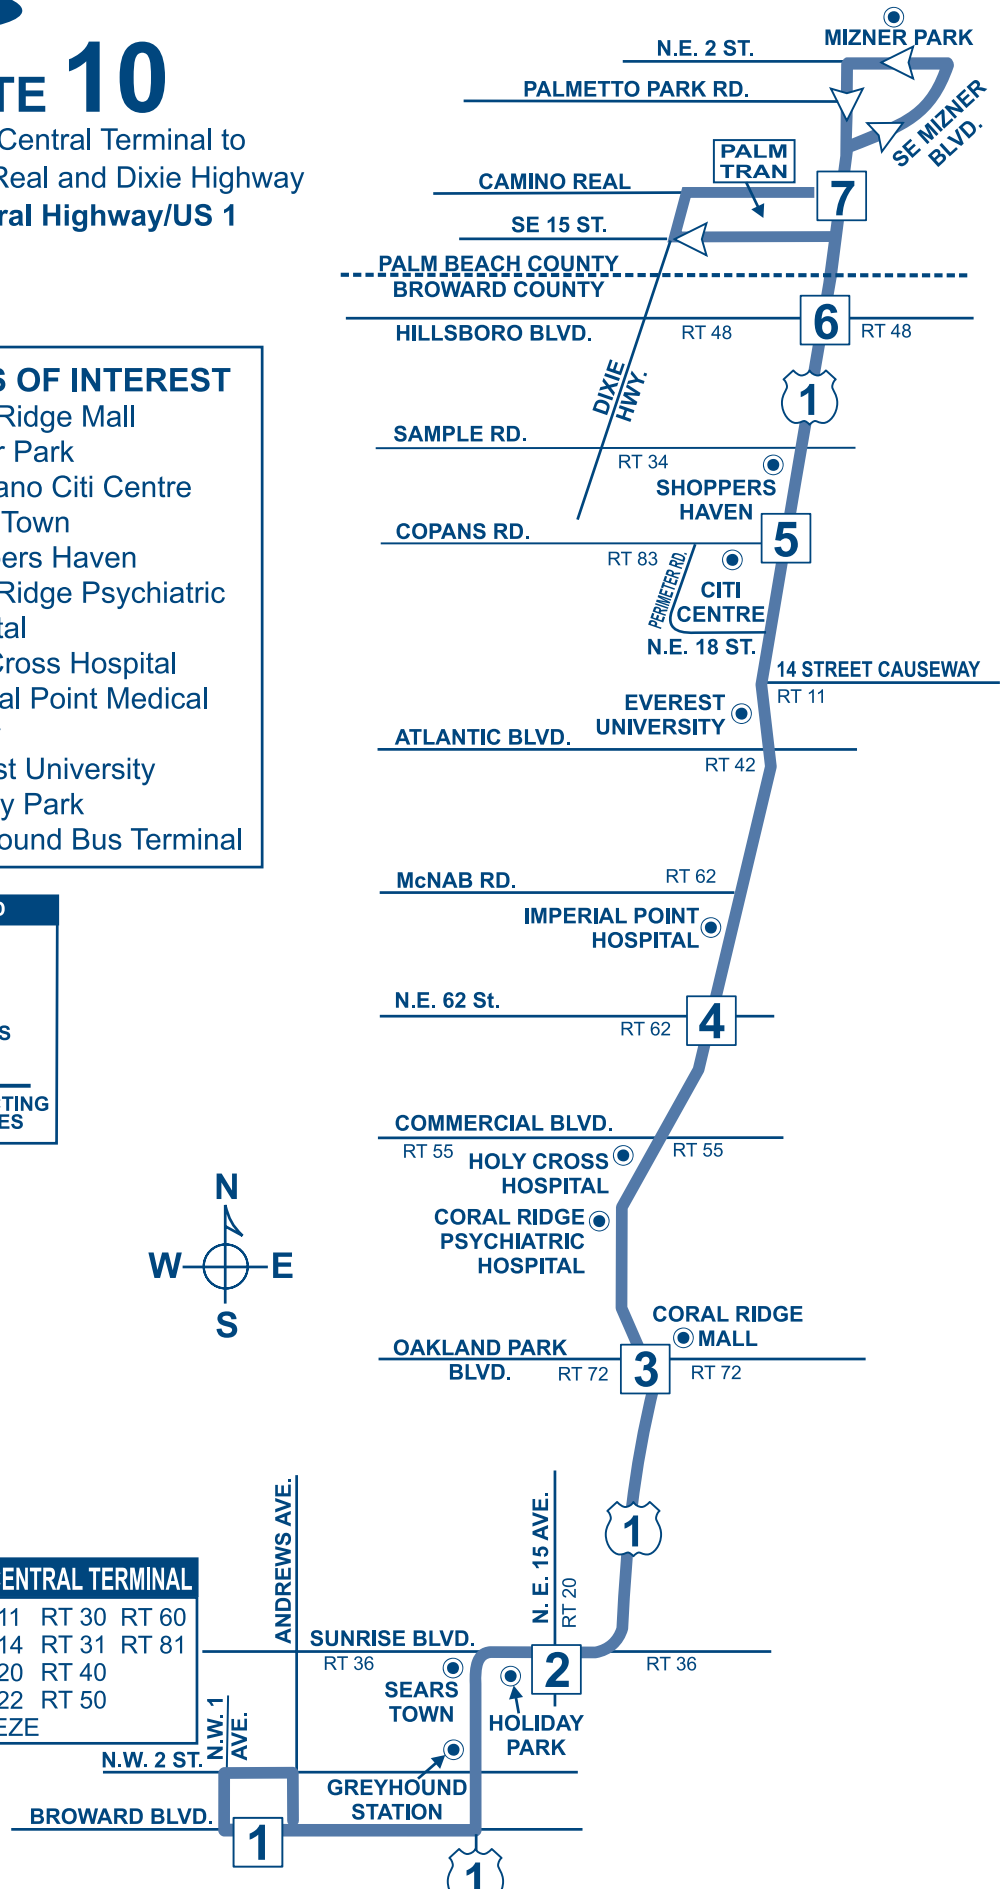 TE 10
Central Terminal to
Real and Dixie Highway
ral Highway/US 1
S OF INTEREST
Ridge Mall
r Park
ano Citi Centre
Town
ers Haven
Ridge Psychiatric
tal
Cross Hospital
al Point Medical
st University
y Park
ound Bus Terminal
D
S
TING
ES
N
W E
S
ENTRAL TERMINAL
11 RT 30 RT 60
14 RT 31 RT 81
20 RT 40
22 RT 50
EZE
MIZNER PARK
N.E. 2 ST.
PALMETTO PARK RD.
SE MIZNER
BLVD.
PALM
TRAN
CAMINO REAL
7
SE 15 ST.
PALM BEACH COUNTY
BROWARD COUNTY
6
HILLSBORO BLVD.
RT 48
RT 48
DIXIE
HWY.
1
SAMPLE RD.
RT 34
SHOPPERS
HAVEN
COPANS RD.
5
RT 83
PERIMETER RD.
CITI
CENTRE
N.E. 18 ST.
14 STREET CAUSEWAY
RT 11
EVEREST
UNIVERSITY
ATLANTIC BLVD.
RT 42
McNAB RD.
RT 62
IMPERIAL POINT
HOSPITAL
N.E. 62 St.
RT 62
4
COMMERCIAL BLVD.
RT 55
RT 55
HOLY CROSS
HOSPITAL
CORAL RIDGE
PSYCHIATRIC
HOSPITAL
CORAL RIDGE
MALL
OAKLAND PARK
BLVD.
RT 72
3
RT 72
1
ANDREWS AVE.
N. E. 15 AVE.
RT 20
SUNRISE BLVD.
RT 36
2
RT 36
SEARS
TOWN
HOLIDAY
PARK
N.W. 1
AVE.
N.W. 2 ST.
GREYHOUND
STATION
BROWARD BLVD.
1
1